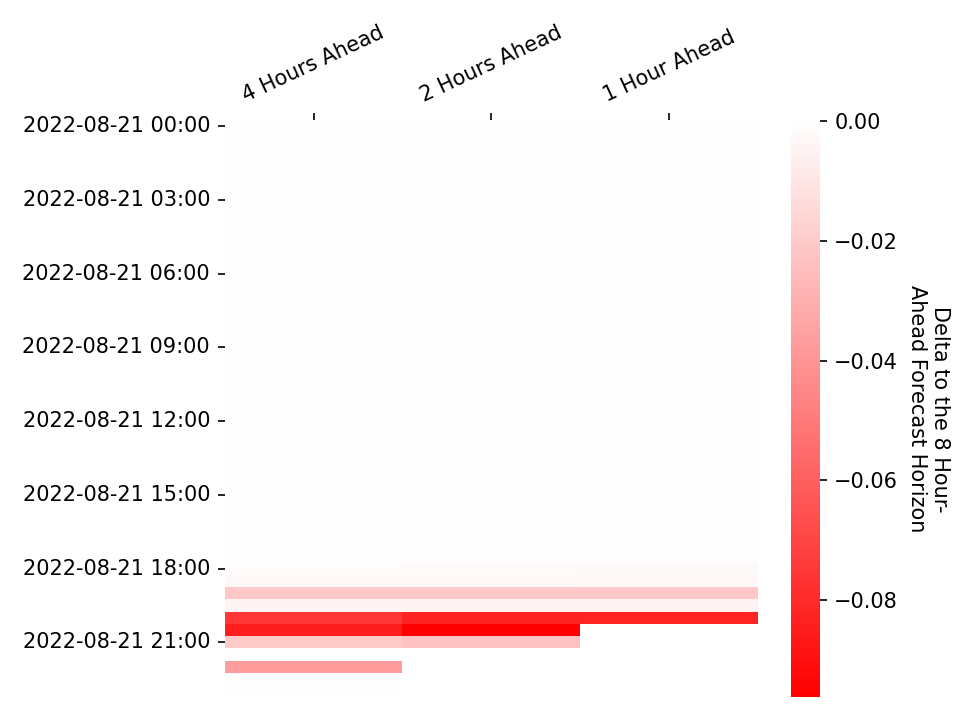 4 Hours Ahead
2 Hours Ahead
1 Hour Ahead
2022-08-21 00:00
2022-08-21 03:00
2022-08-21 06:00
2022-08-21 09:00
2022-08-21 12:00
2022-08-21 15:00
2022-08-21 18:00
2022-08-21 21:00
0.00
−0.02
−0.04
−0.06
−0.08
Delta to the 8 Hour-
Ahead Forecast Horizon